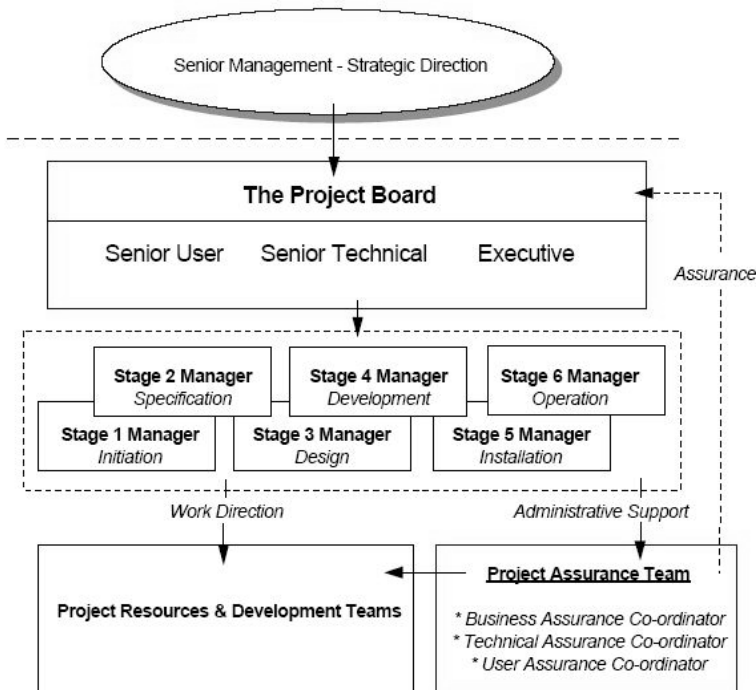 Senior Management - Strategic Direction
The Project Board
Senior User Senior Technical Executive
Assurance
Stage 2 Manager
Specification
Stage 4 Manager
Development
Stage 6 Manager
Operation
Stage 1 Manager
Initiation
Stage 3 Manager
Design
Stage 5 Manager
Installation
Work Direction
Administrative Support
Project Resources & Development Teams
Project Assurance Team
* Business Assurance Co-ordinator
* Technical Assurance Co-ordinator
* User Assurance Co-ordinator